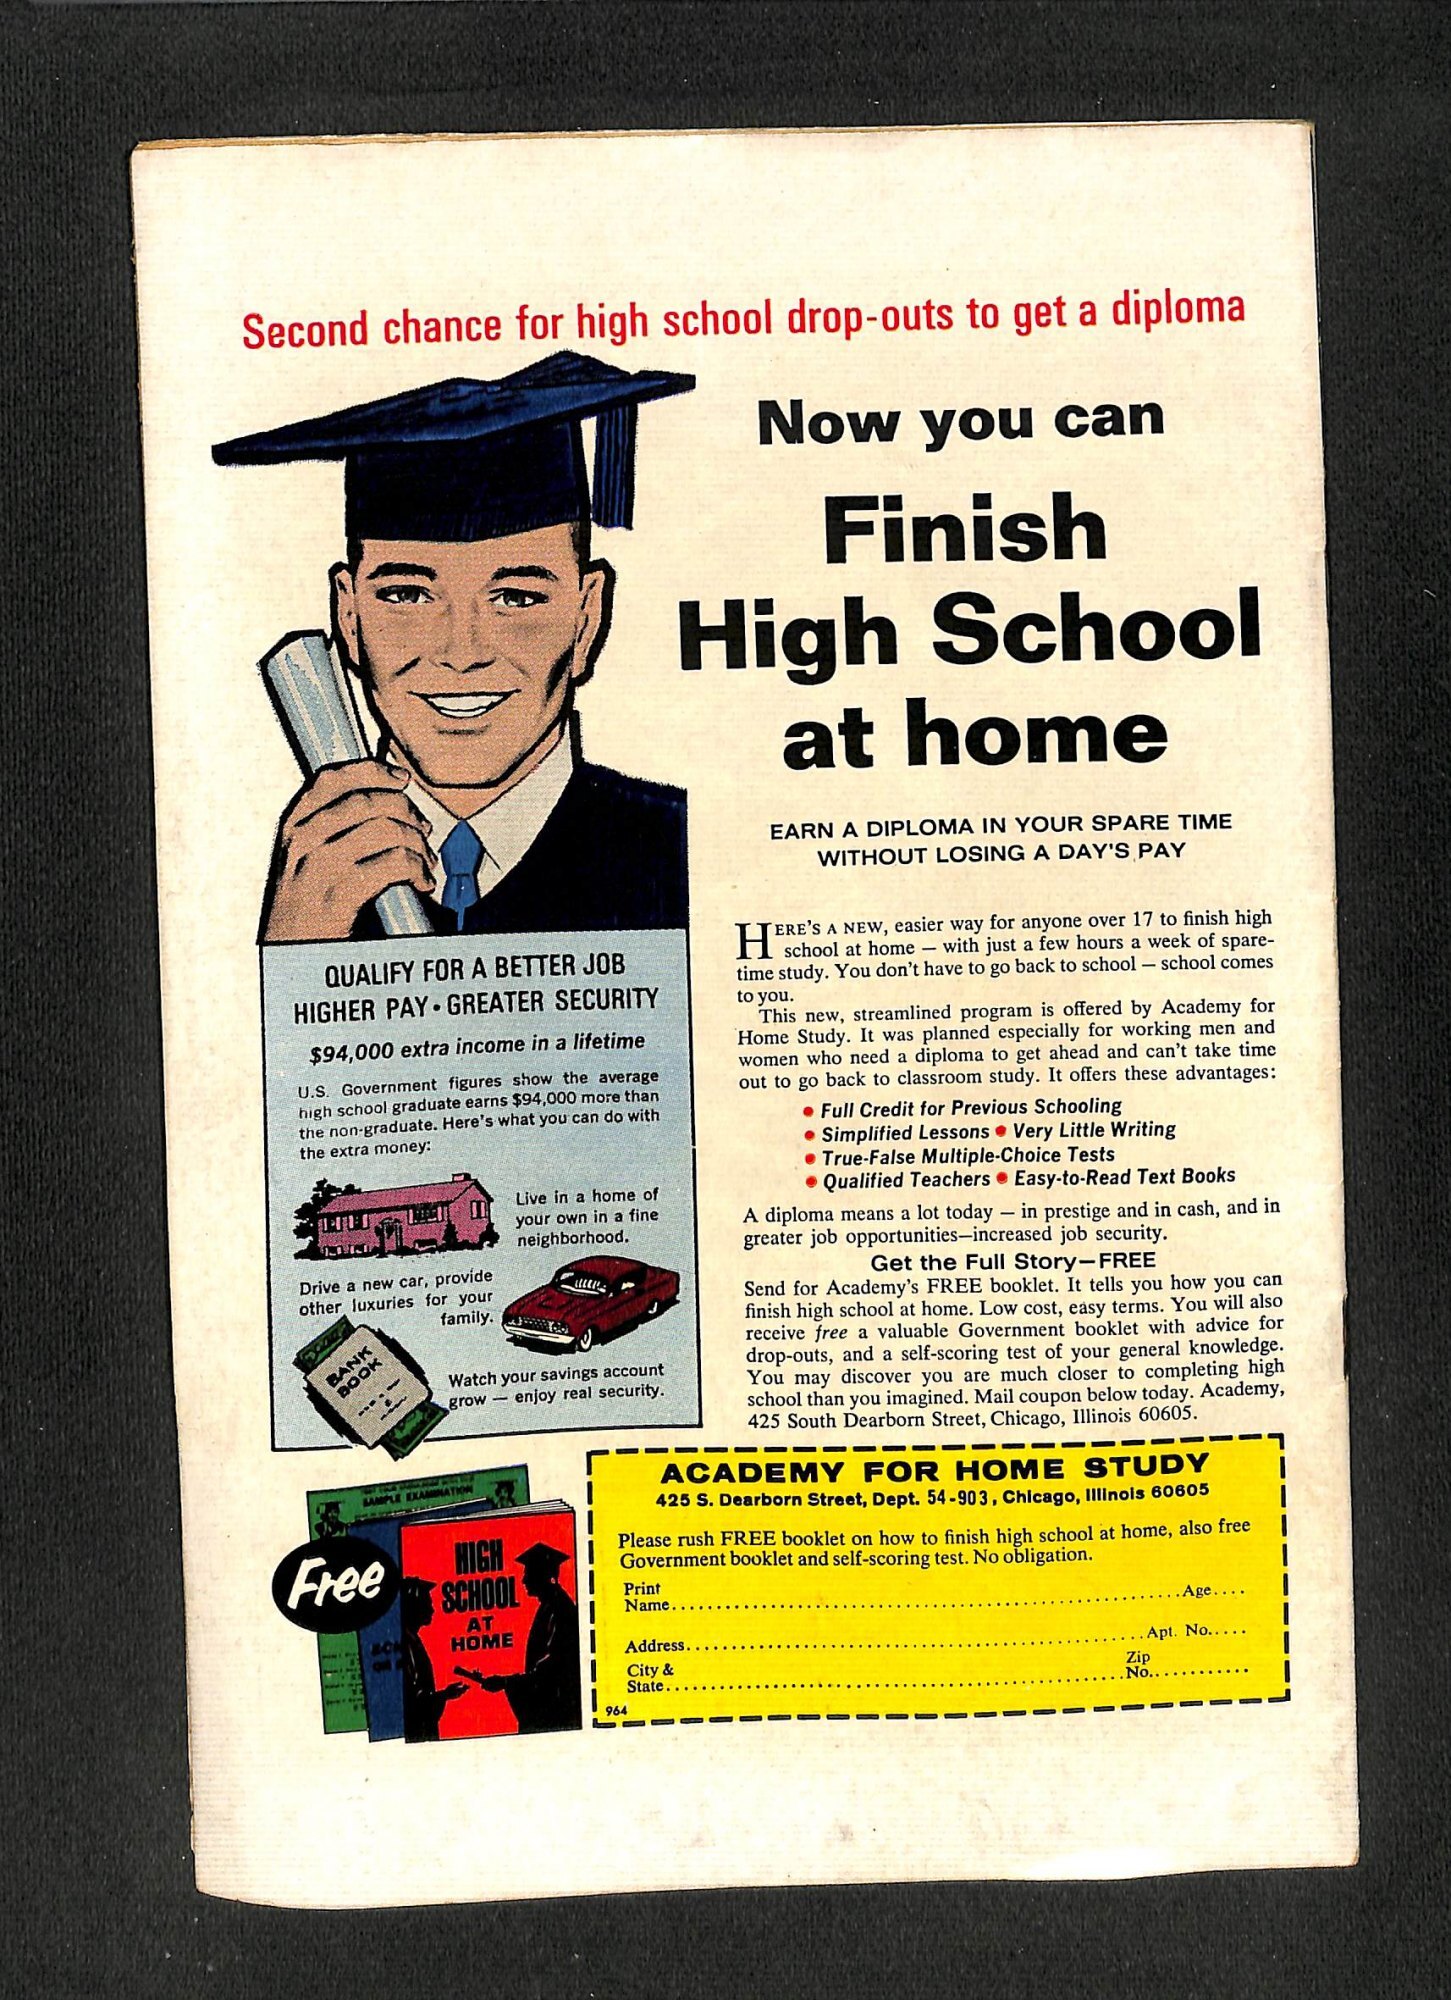 Second chance for high school drop-outs to get a diploma
Now you can
Finish
High School
at home
EARN A DIPLOMA IN YOUR SPARE TIME
WITHOUT LOSING A DAY'S PAY
HERE'S A NEW, easier way for anyone over 17 to finish high
school at home — with just a few hours a week of spare-
time study. You don't have to go back to school — school comes
to you.
This new, streamlined program is offered by Academy for
Home Study. It was planned especially for working men and
women who need a diploma to get ahead and can't take time
out to go back to classroom study. It offers these advantages:
• Full Credit for Previous Schooling
• Simplified Lessons • Very Little Writing
• True-False Multiple-Choice Tests
• Qualified Teachers • Easy-to-Read Text Books
A diploma means a lot today — in prestige and in cash, and in
greater job opportunities—increased job security.
Get the Full Story—FREE
Send for Academy's FREE booklet. It tells you how you can
finish high school at home. Low cost, easy terms. You will also
receive free a valuable Government booklet with advice for
drop-outs, and a self-scoring test of your general knowledge.
You may discover you are much closer to completing high
school than you imagined. Mail coupon below today. Academy,
425 South Dearborn Street, Chicago, Illinois 60605.
QUALIFY FOR A BETTER JOB
HIGHER PAY • GREATER SECURITY
$94,000 extra income in a lifetime
U.S. Government figures show the average
high school graduate earns $94,000 more than
the non-graduate. Here's what you can do with
the extra money:
Live in a home of
your own in a fine
neighborhood.
Drive a new car, provide
other luxuries for your
family.
BANK
BOOK
Watch your savings account
grow — enjoy real security.
SAMPLE EXAMINATION
Free
HIGH
SCHOOL
AT
HOME
ACADEMY FOR HOME STUDY
425 S. Dearborn Street, Dept. 54-903, Chicago, Illinois 60605
Please rush FREE booklet on how to finish high school at home, also free
Government booklet and self-scoring test. No obligation.
Print
Name.......... Age....
Address.......... Apt. No.....
City & Zip
State.......... No...........
964